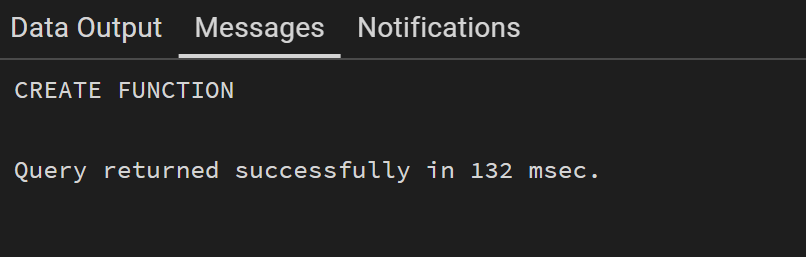 Data Output Messages Notifications
CREATE FUNCTION
Query returned successfully in 132 msec.